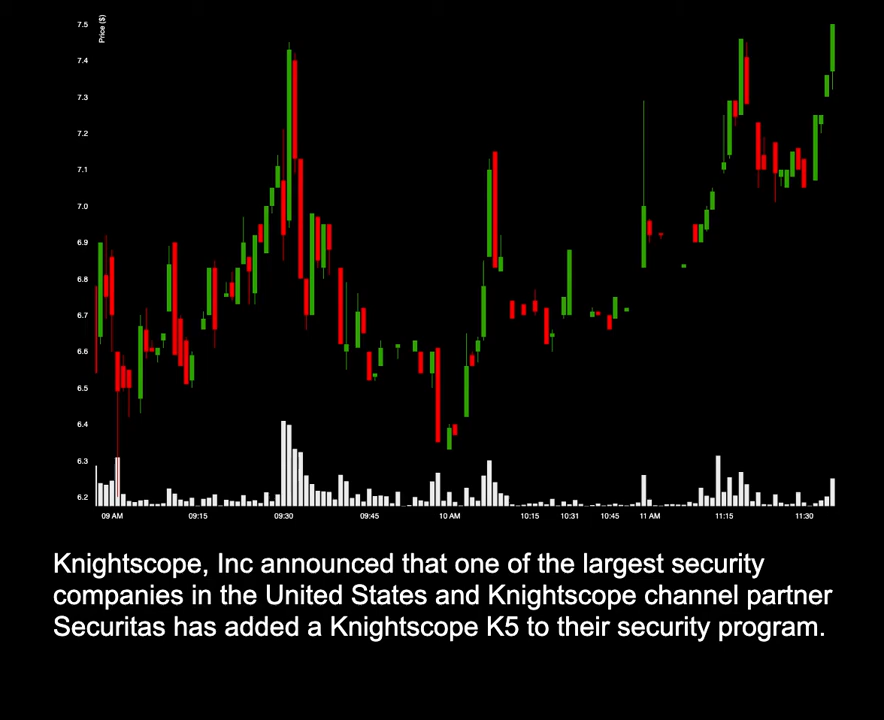 Price ($)
7.5
7.4
7.3
7.2
7.1
7.0
6.9
6.8
6.7
6.6
6.5
6.4
6.3
6.2
09 AM 09:15 09:30 09:45 10 AM 10:15 10:31 10:45 11 AM 11:15 11:30
Knightscope, Inc announced that one of the largest security
companies in the United States and Knightscope channel partner
Securitas has added a Knightscope K5 to their security program.